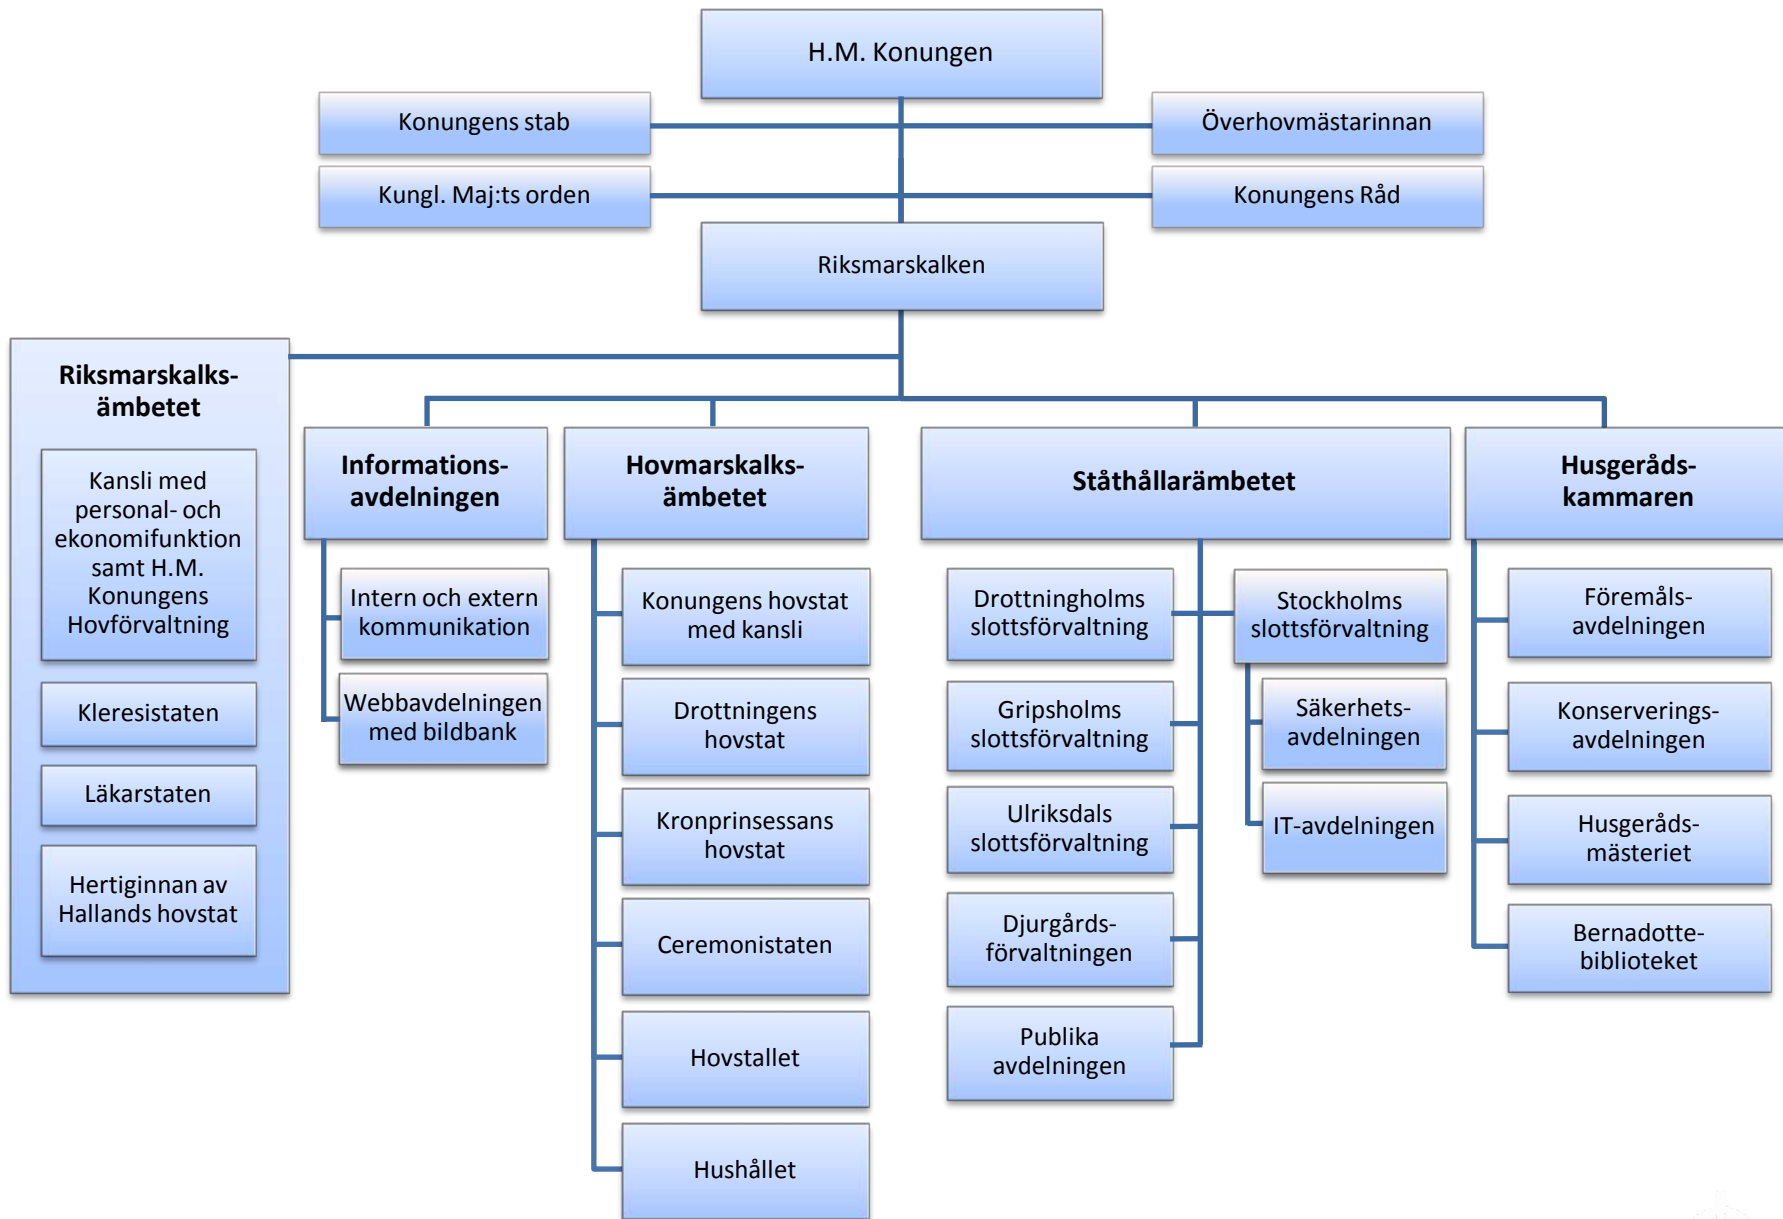 H.M. Konungen
Konungens stab
Överhovmästarinnan
Kungl. Maj:ts orden
Konungens Råd
Riksmarskalken
Riksmarskalks-
ämbetet
Kansli med
personal- och
ekonomifunktion
samt H.M.
Konungens
Hovförvaltning
Kleresistaten
Läkarstaten
Hertiginnan av
Hallands hovstat
Informations-
avdelningen
Intern och extern
kommunikation
Webbavdelningen
med bildbank
Hovmarskalks-
ämbetet
Konungens hovstat
med kansli
Drottningens
hovstat
Kronprinsessans
hovstat
Ceremonistaten
Hovstallet
Hushållet
Ståthållarämbetet
Drottningholms
slottsförvaltning
Gripsholms
slottsförvaltning
Ulriksdals
slottsförvaltning
Djurgårds-
förvaltningen
Publika
avdelningen
Stockholms
slottsförvaltning
Säkerhets-
avdelningen
IT-avdelningen
Husgeråds-
kammaren
Föremåls-
avdelningen
Konserverings-
avdelningen
Husgeråds-
mästeriet
Bernadotte-
biblioteket